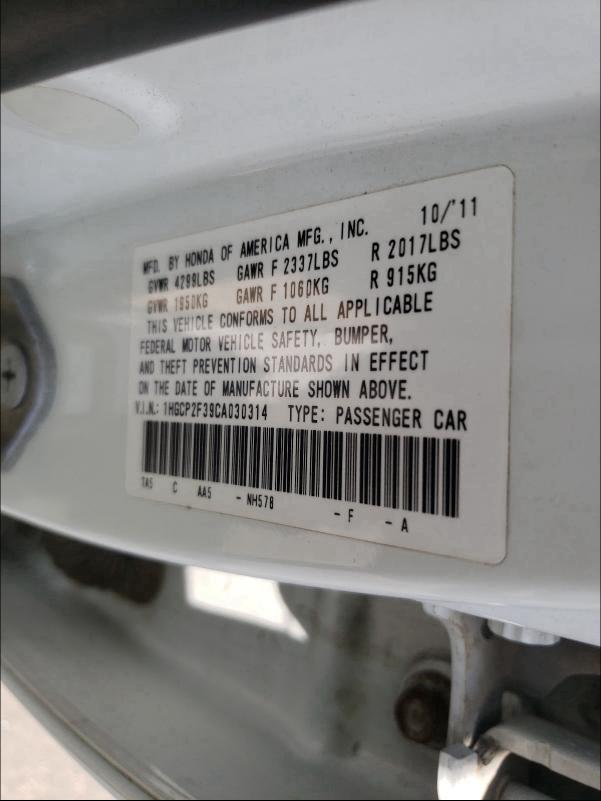 MFD. BY HONDA OF AMERICA MFG., INC. 10/'11
GVWR 4299LBS GAWR F 2337LBS R 2017LBS
GVWR 1950KG GAWR F 1060KG R 915KG
THIS VEHICLE CONFORMS TO ALL APPLICABLE
FEDERAL MOTOR VEHICLE SAFETY, BUMPER,
AND THEFT PREVENTION STANDARDS IN EFFECT
ON THE DATE OF MANUFACTURE SHOWN ABOVE.
V.I.N.: 1HGCP2F39CA030314 TYPE: PASSENGER CAR
TA5 C AA5 - NH578 - F - A